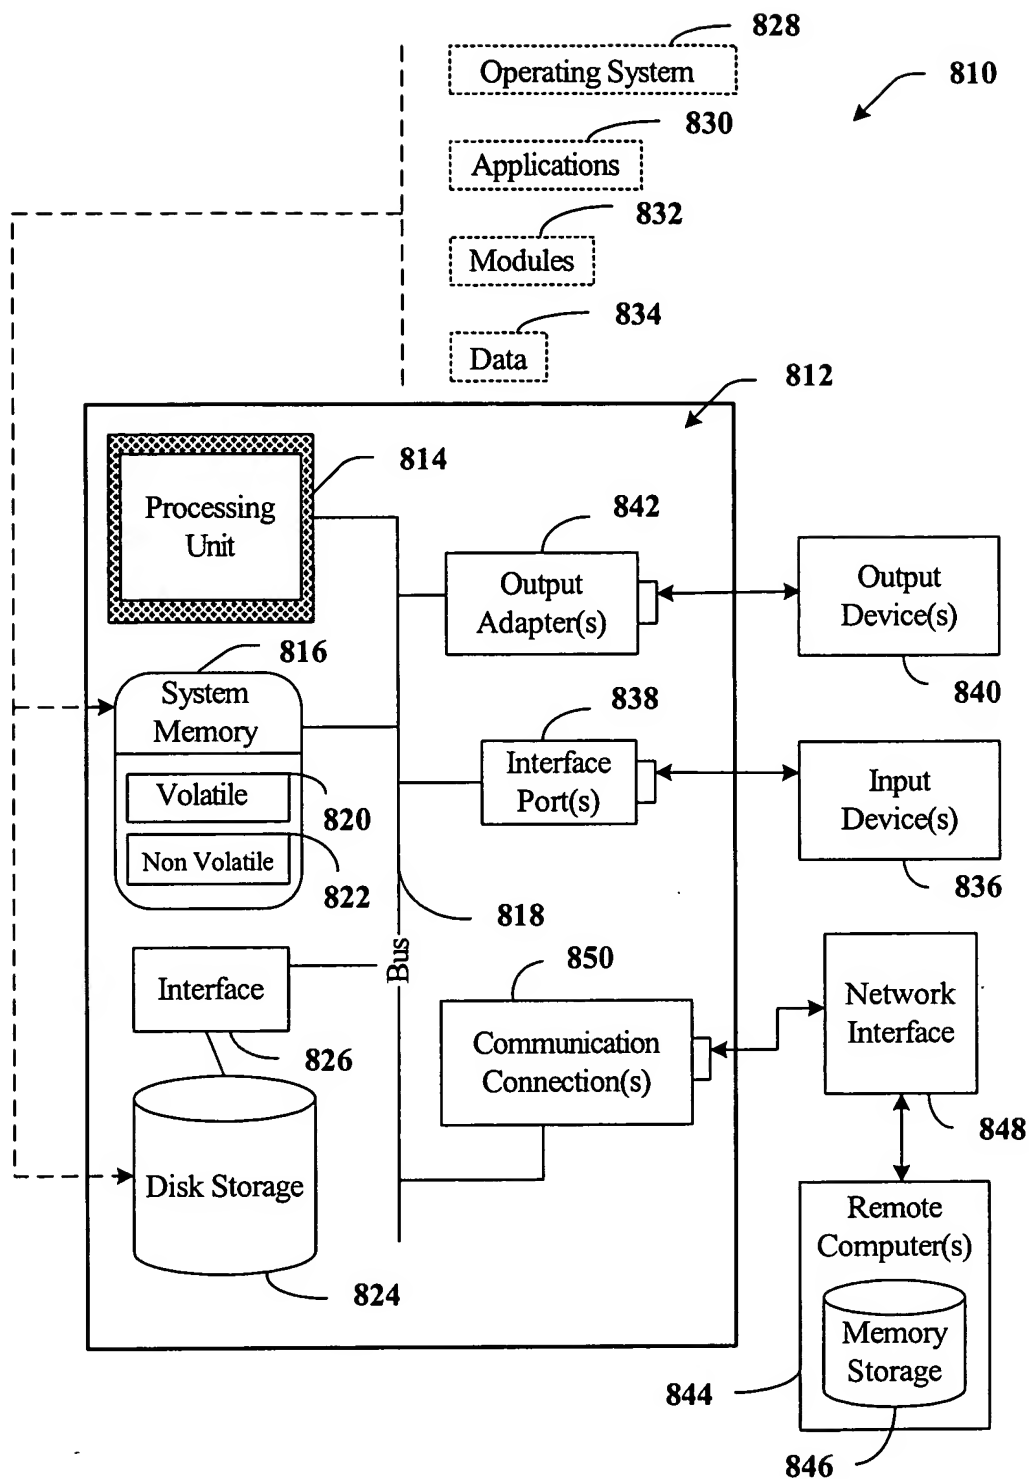 828
Operating System
810
830
Applications
832
Modules
834
Data
812
814
Processing
Unit
842
Output
Adapter(s)
Output
Device(s)
840
816
System
Memory
838
Interface
Port(s)
Input
Device(s)
836
Volatile
820
Non Volatile
822
818
Bus
850
Interface
826
Communication
Connection(s)
Network
Interface
848
Disk Storage
824
Remote
Computer(s)
Memory
Storage
844
846